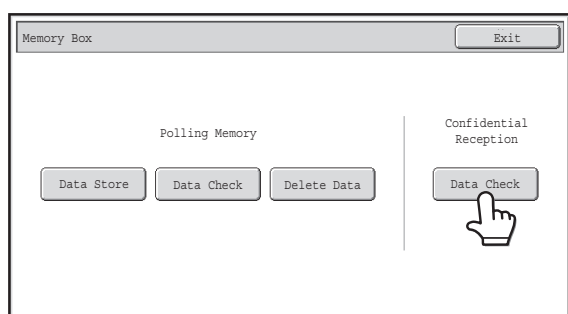 Memory Box
Exit
Polling Memory
Data Store
Data Check
Delete Data
Confidential
Reception
Data Check